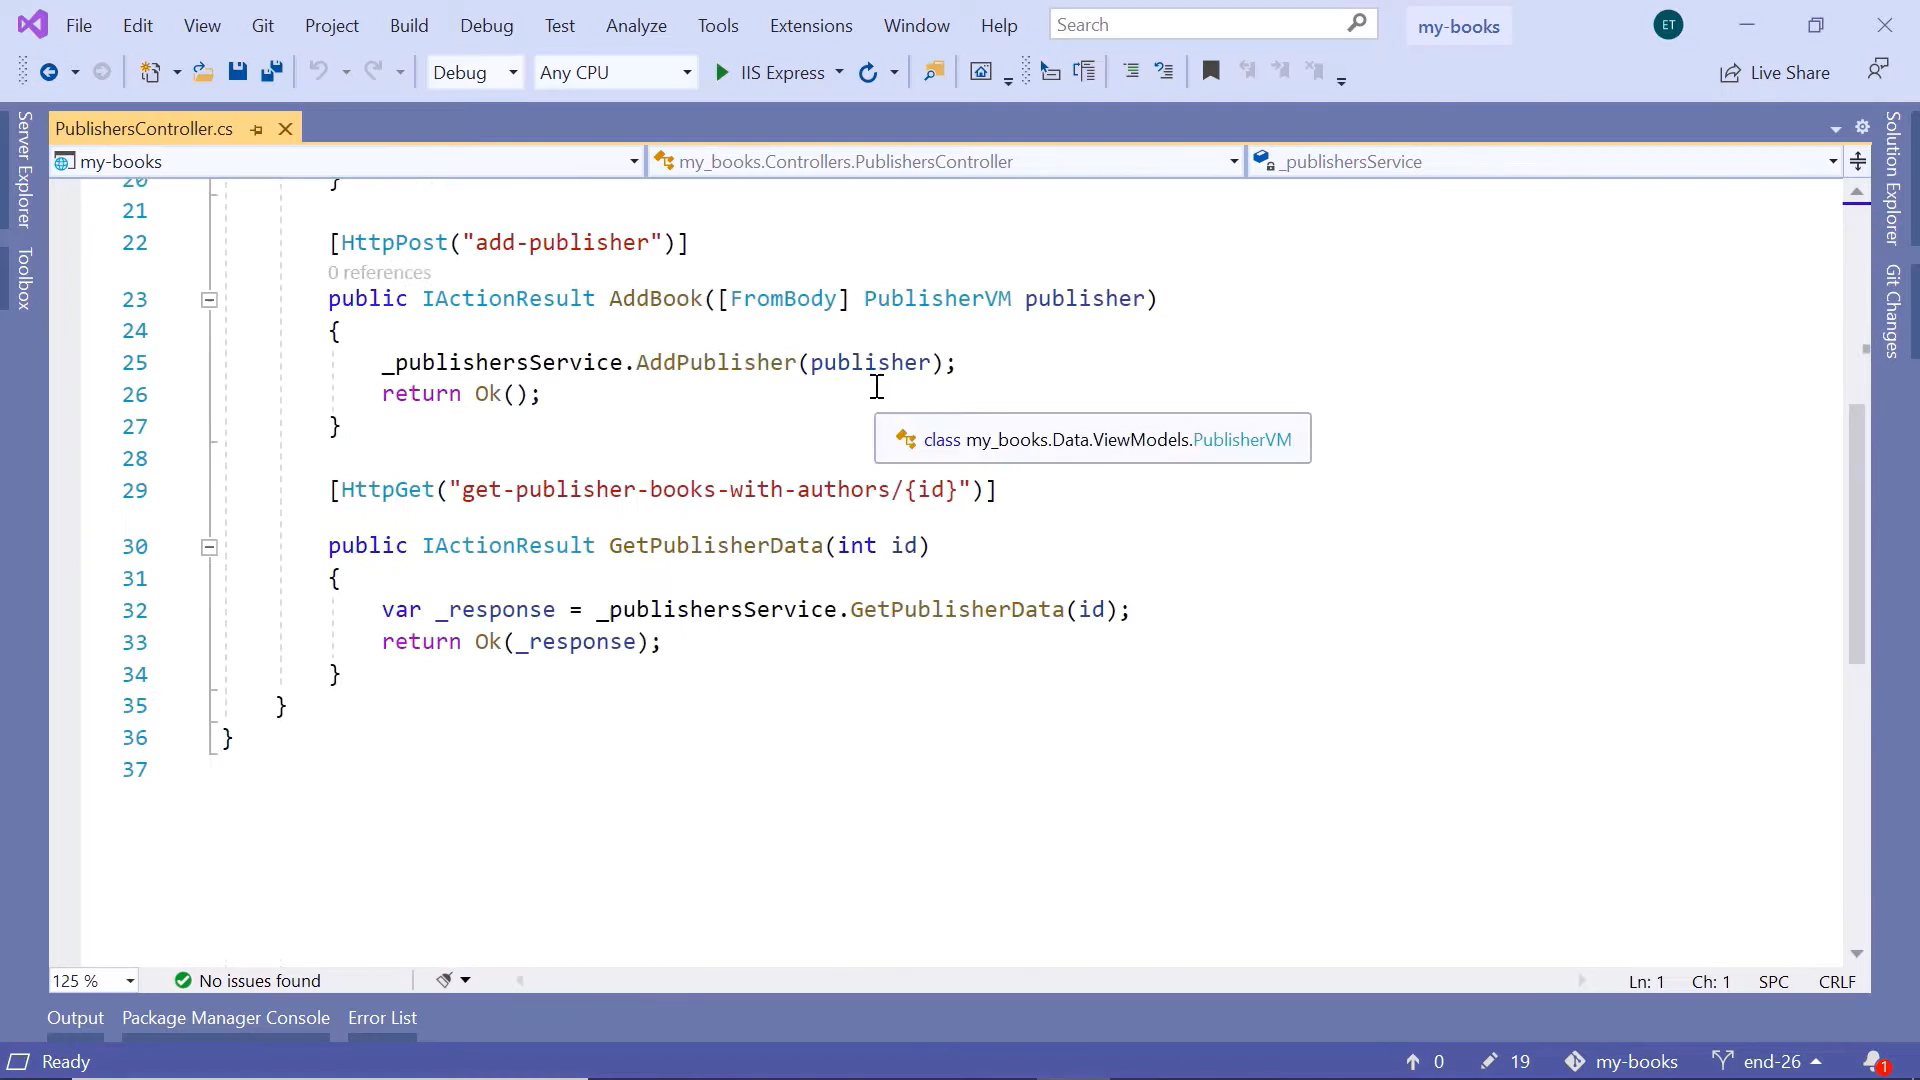 File Edit View Git Project Build Debug Test Analyze Tools Extensions Window Help Search my-books ET
Debug Any CPU IIS Express Live Share
PublishersController.cs
my-books my_books.Controllers.PublishersController _publishersService
Server Explorer
Toolbox
Solution Explorer
Git Changes
20 }
21
22 [HttpPost("add-publisher")]
0 references
23 public IActionResult AddBook([FromBody] PublisherVM publisher)
24 {
25 _publishersService.AddPublisher(publisher);
26 return Ok();
27 }
class my_books.Data.ViewModels.PublisherVM
28
29 [HttpGet("get-publisher-books-with-authors/{id}")]
30 public IActionResult GetPublisherData(int id)
31 {
32 var _response = _publishersService.GetPublisherData(id);
33 return Ok(_response);
34 }
35 }
36 }
37
125 % No issues found Ln: 1 Ch: 1 SPC CRLF
Output Package Manager Console Error List
Ready 0 19 my-books end-26 1